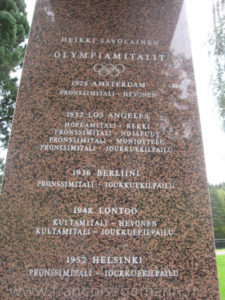 HEIKKI SAVOLAINEN
OLYMPIAMITALIT
1928 AMSTERDAM
PRONSSIMITALI - HEVONEN
1932 LOS ANGELES
HOPEAMITALI - REKKI
PRONSSIMITALI - NOJAPUUT
PRONSSIMITALI - MONIOTTELU
PRONSSIMITALI - JOUKKUEKILPAILU
1936 BERLIINI
PRONSSIMITALI - JOUKKUEKILPAILU
1948 LONTOO
KULTAMITALI - HEVONEN
KULTAMITALI - JOUKKUEKILPAILU
1952 HELSINKI
PRONSSIMITALI - JOUKKUEKILPAILU